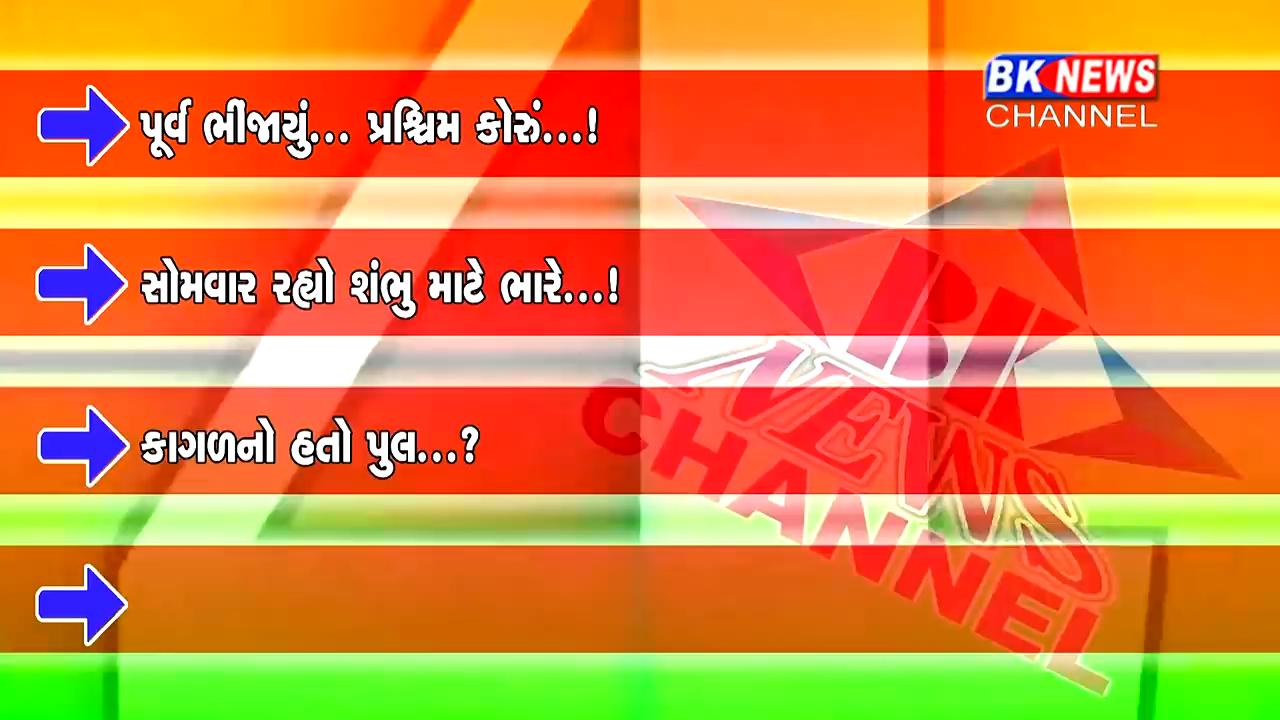 BK NEWS
CHANNEL
પૂર્વ ભીંજાયું... પ્રશ્ચિમ કોરું...!
સોમવાર રહ્યો શંભુ માટે ભારે...!
કાગળનો હતો પુલ...?
BK
NEWS
CHANNEL